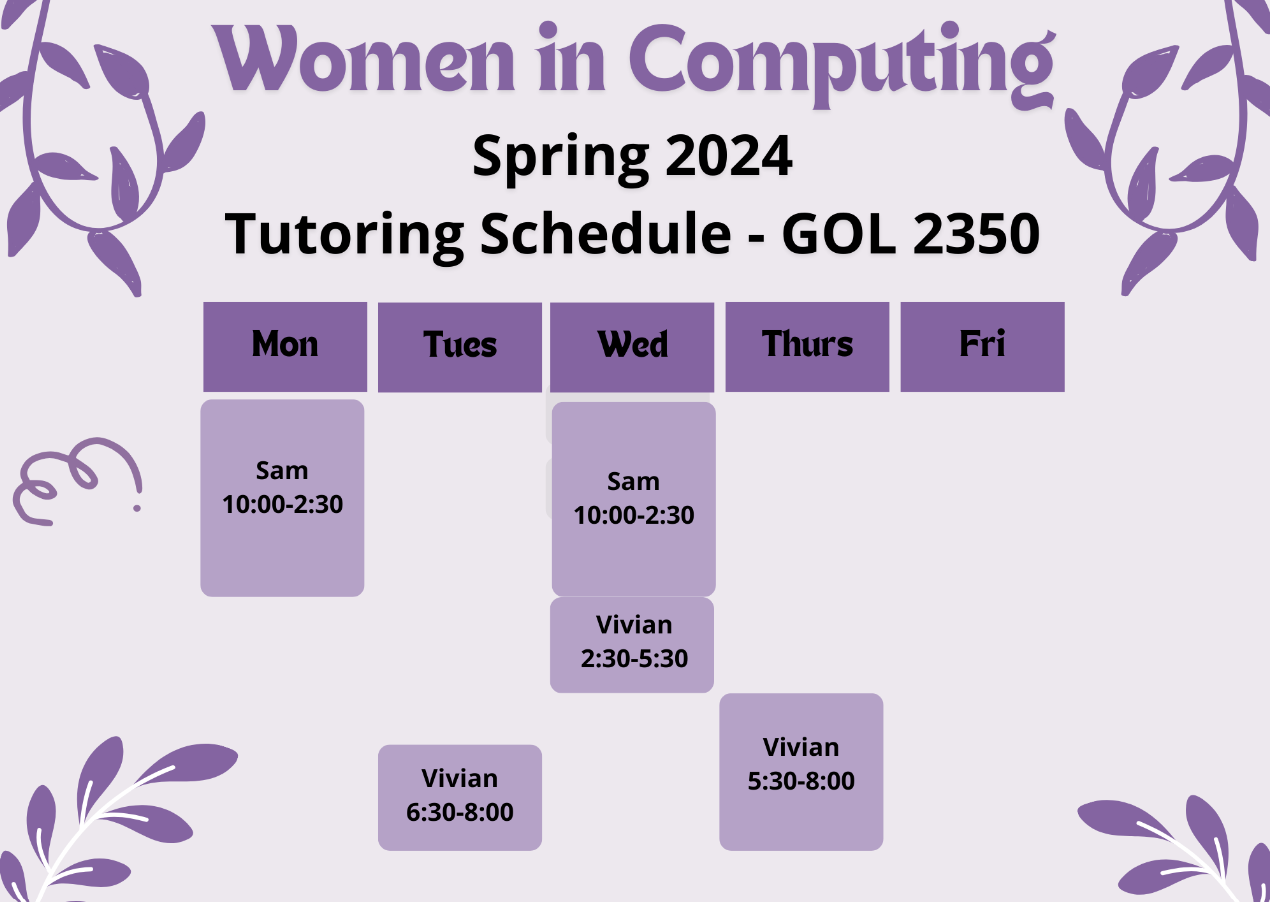 Women in Computing
Spring 2024
Tutoring Schedule - GOL 2350
Mon
Tues
Wed
Thurs
Fri
Sam
10:00-2:30
Sam
10:00-2:30
Vivian
2:30-5:30
Vivian
6:30-8:00
Vivian
5:30-8:00